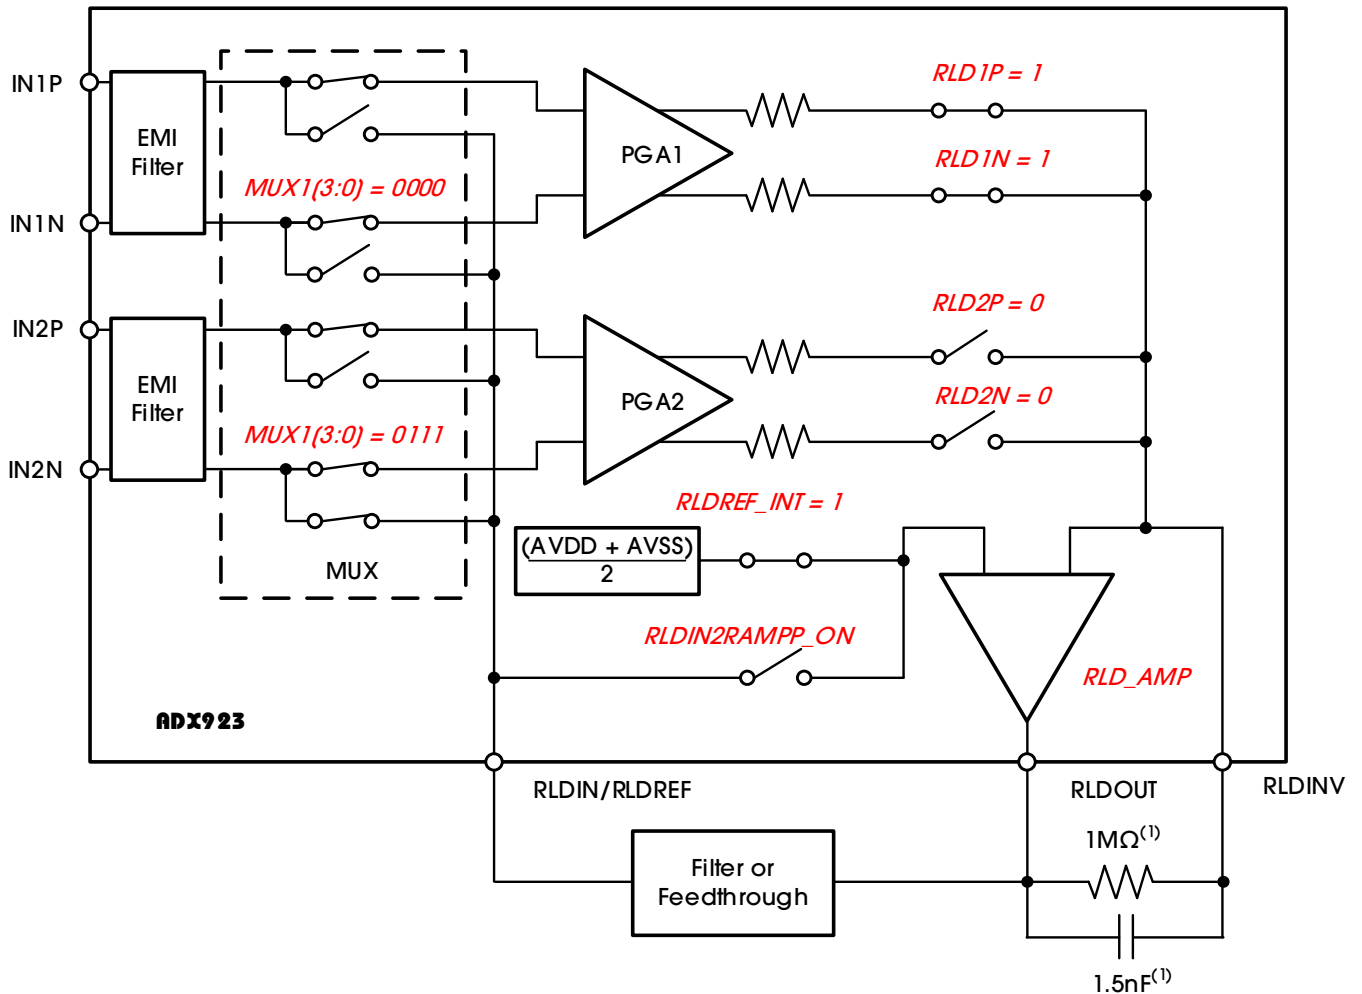 IN1P
EMI
Filter
IN1N
MUX1(3:0) = 0000
PGA1
RLD1P = 1
RLD1N = 1
IN2P
EMI
Filter
IN2N
MUX1(3:0) = 0111
MUX
PGA2
RLD2P = 0
RLD2N = 0
RLDREF_INT = 1
(AVDD + AVSS)
2
RLDIN2RAMPP_ON
RLD_AMP
ADX923
RLDIN/RLDREF
RLDOUT
RLDINV
1MΩ(1)
Filter or
Feedthrough
1.5nF(1)